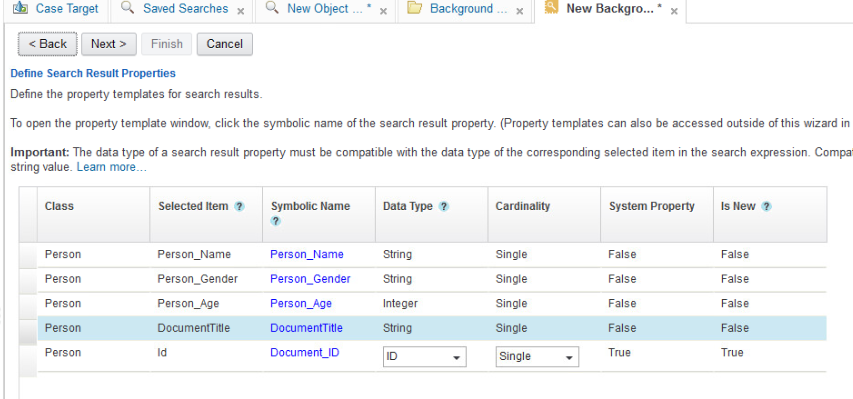 Case Target Saved Searches x New Object ... * x Background ... x New Backgro... * x
< Back Next > Finish Cancel
Define Search Result Properties
Define the property templates for search results.
To open the property template window, click the symbolic name of the search result property. (Property templates can also be accessed outside of this wizard in
Important: The data type of a search result property must be compatible with the data type of the corresponding selected item in the search expression. Compat
string value. Learn more...
Class Selected Item ? Symbolic Name ? Data Type ? Cardinality System Property Is New ?
Person Person_Name Person_Name String Single False False
Person Person_Gender Person_Gender String Single False False
Person Person_Age Person_Age Integer Single False False
Person DocumentTitle DocumentTitle String Single False False
Person Id Document_ID ID Single True True